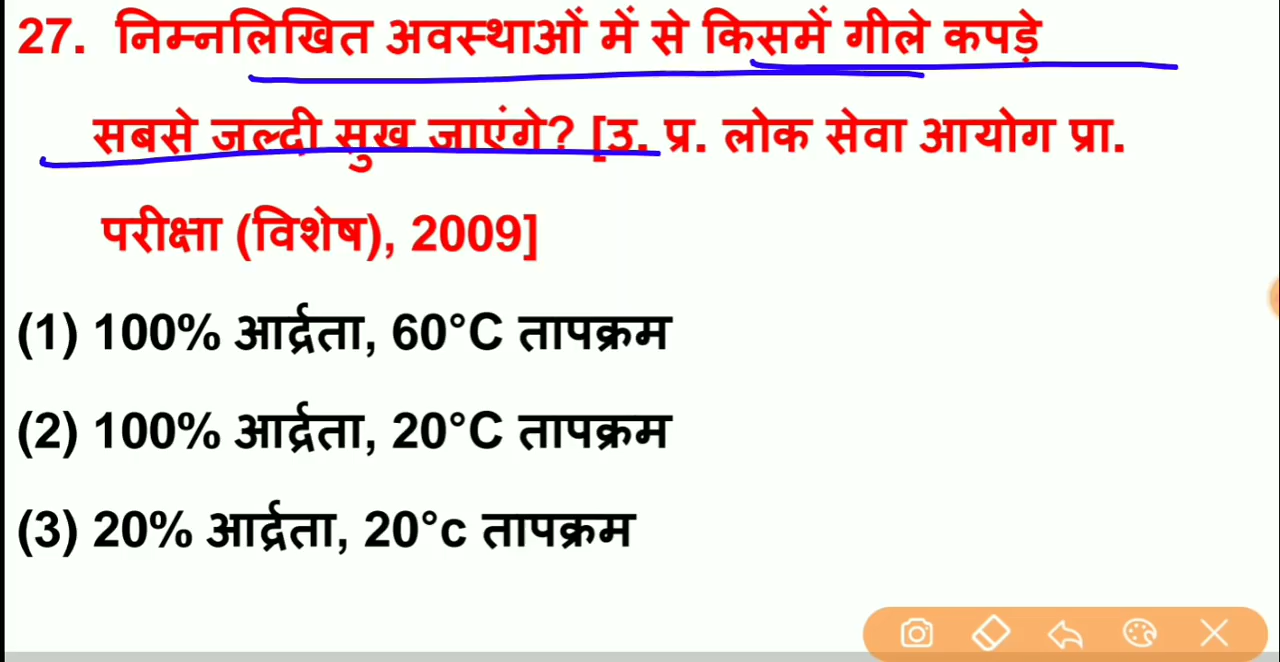 27. निम्नलिखित अवस्थाओं में से किसमें गीले कपड़े
सबसे जल्दी सुख जाएंगे? [उ. प्र. लोक सेवा आयोग प्रा.
परीक्षा (विशेष), 2009]
(1) 100% आर्द्रता, 60°C तापक्रम
(2) 100% आर्द्रता, 20°C तापक्रम
(3) 20% आर्द्रता, 20°c तापक्रम